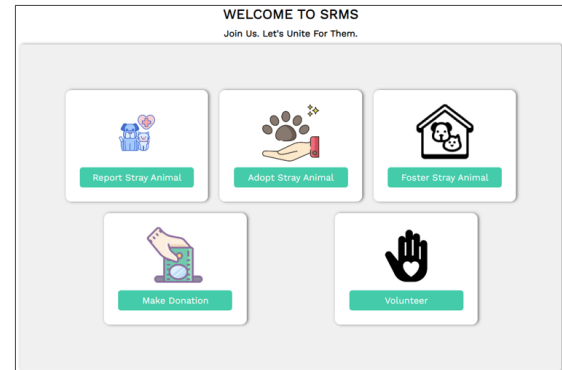 WELCOME TO SRMS
Join Us. Let's Unite For Them.
Report Stray Animal
Adopt Stray Animal
Foster Stray Animal
Make Donation
Volunteer